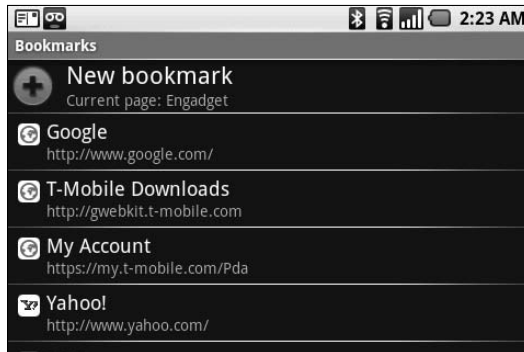 2:23 AM
Bookmarks
New bookmark
Current page: Engadget
Google
http://www.google.com/
T-Mobile Downloads
http://gwebkit.t-mobile.com
My Account
https://my.t-mobile.com/Pda
Yahoo!
http://www.yahoo.com/